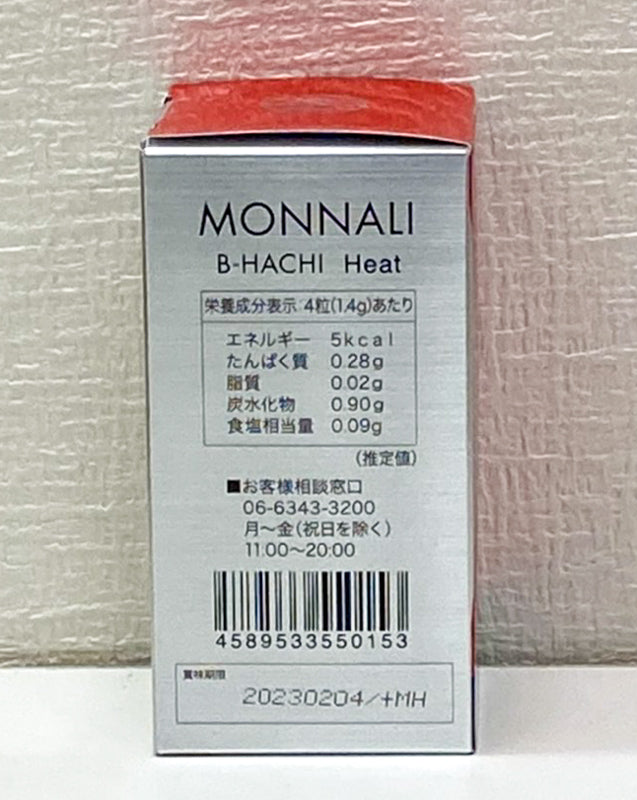 MONNALI
B-HACHI Heat
栄養成分表示:4粒(1.4g)あたり
エネルギー 5kcal
たんぱく質 0.28g
脂質 0.02g
炭水化物 0.90g
食塩相当量 0.09g
(推定値)
■お客様相談窓口
06-6343-3200
月〜金(祝日を除く)
11:00〜20:00
4589533550153
賞味期限
20230204/+MH